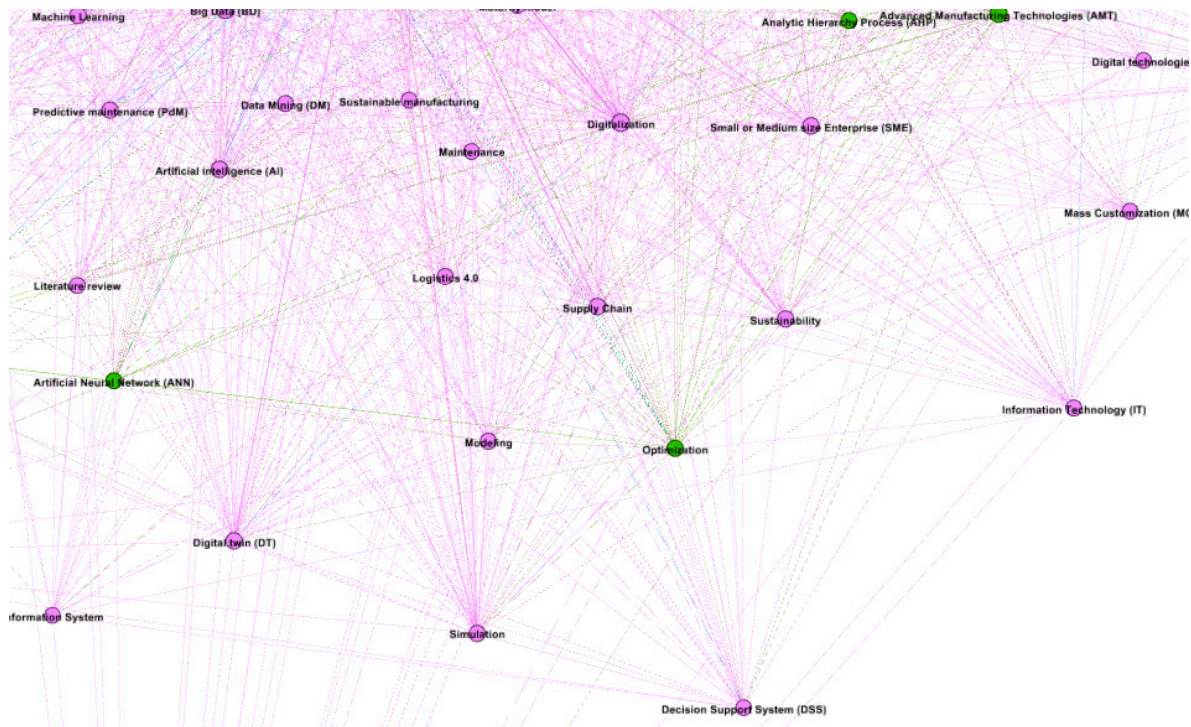 Machine Learning
Big Data (BD)
Analytic Hierarchy Process (AHP)
Advanced Manufacturing Technologies (AMT)
Digital technologie
Predictive maintenance (PdM)
Data Mining (DM)
Sustainable manufacturing
Digitalization
Small or Medium size Enterprise (SME)
Maintenance
Artificial intelligence (AI)
Mass Customization (MC
Literature review
Logistics 4.0
Supply Chain
Sustainability
Artificial Neural Network (ANN)
Information Technology (IT)
Modeling
Optimization
Digital twin (DT)
nformation System
Simulation
Decision Support System (DSS)